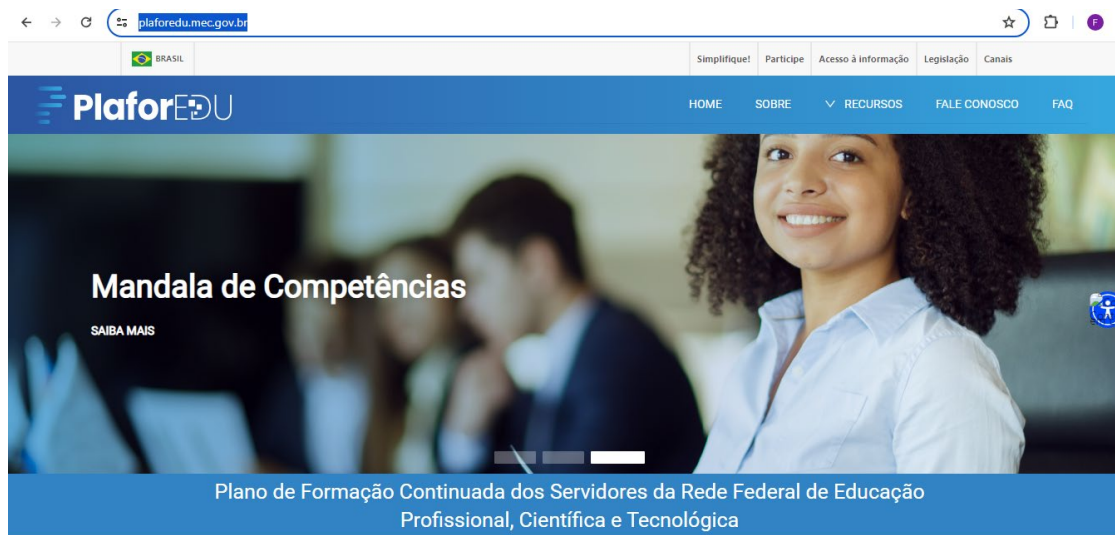 plaforedu.mec.gov.br
F
BRASIL
Simplifique! Participe Acesso à informação Legislação Canais
PlaforEDU
HOME SOBRE RECURSOS FALE CONOSCO FAQ
Mandala de Competências
SAIBA MAIS
Plano de Formação Continuada dos Servidores da Rede Federal de Educação
Profissional, Científica e Tecnológica